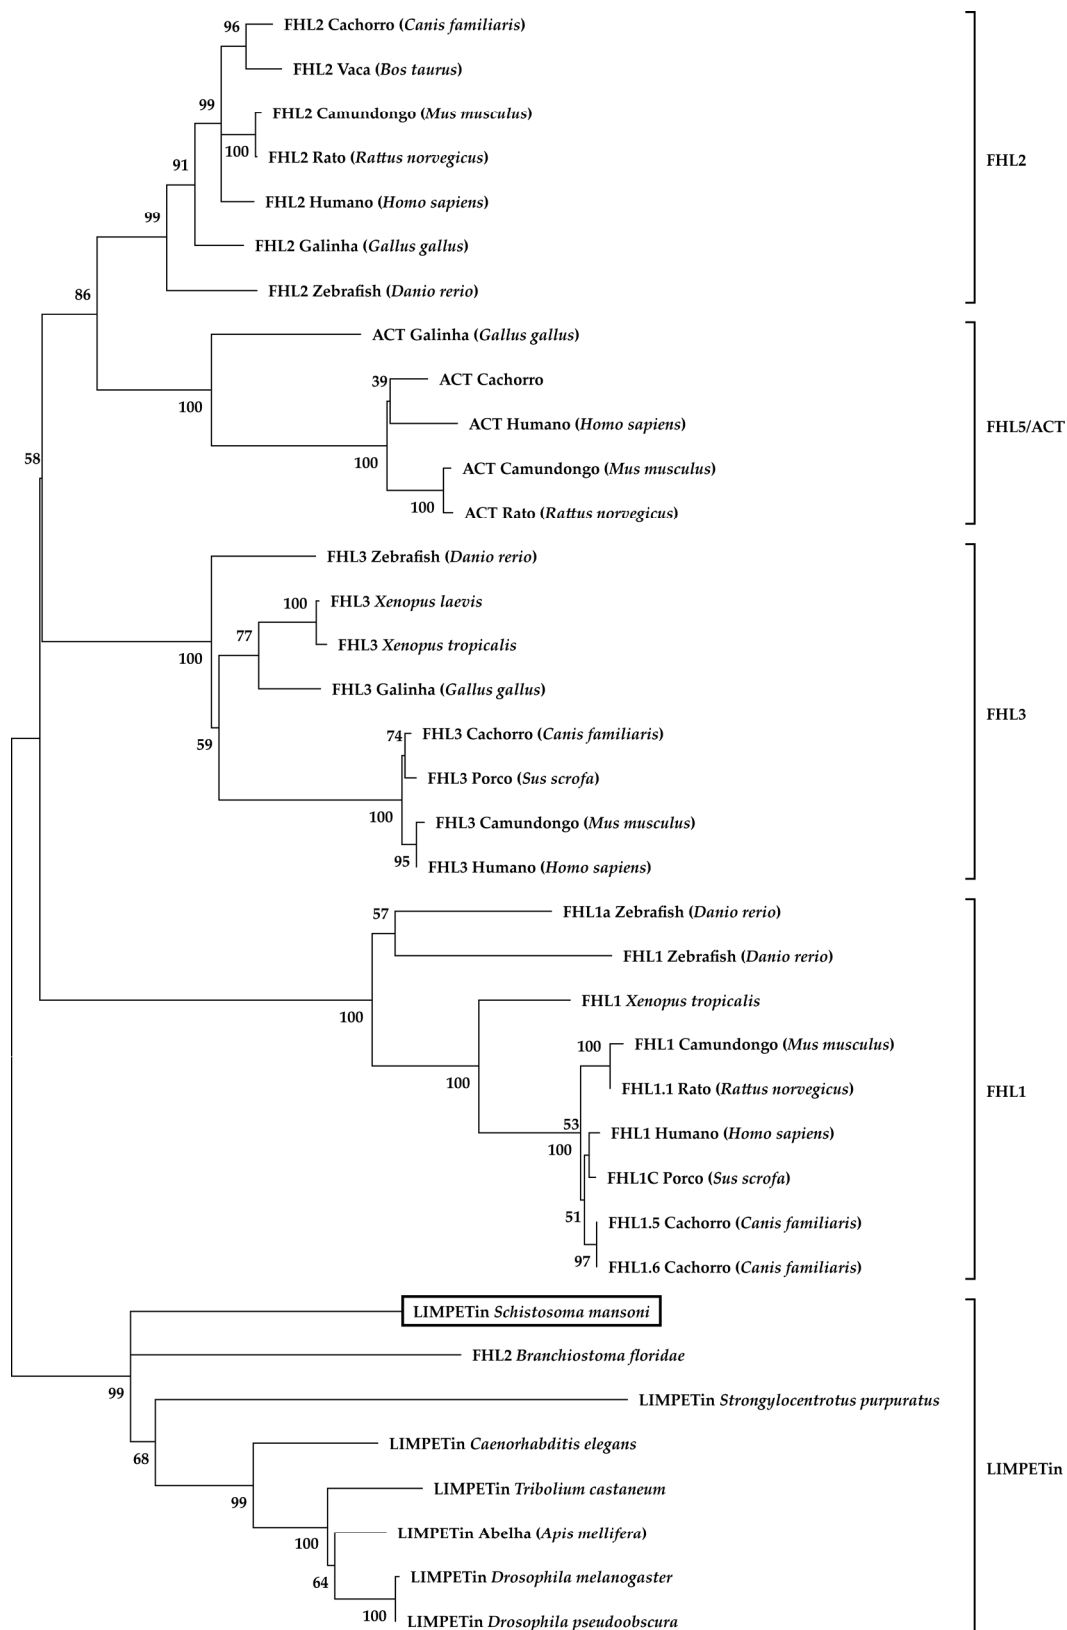 96
FHL2 Cachorro (Canis familiaris)
FHL2 Vaca (Bos taurus)
99
FHL2 Camundongo (Mus musculus)
100
FHL2 Rato (Rattus norvegicus)
91
FHL2 Humano (Homo sapiens)
99
FHL2 Galinha (Gallus gallus)
FHL2 Zebrafish (Danio rerio)
FHL2
86
ACT Galinha (Gallus gallus)
39
ACT Cachorro
100
ACT Humano (Homo sapiens)
100
ACT Camundongo (Mus musculus)
100
ACT Rato (Rattus norvegicus)
FHL5/ACT
58
FHL3 Zebrafish (Danio rerio)
100
FHL3 Xenopus laevis
77
FHL3 Xenopus tropicalis
100
FHL3 Galinha (Gallus gallus)
59
74
FHL3 Cachorro (Canis familiaris)
FHL3 Porco (Sus scrofa)
100
FHL3 Camundongo (Mus musculus)
95
FHL3 Humano (Homo sapiens)
FHL3
57
FHL1a Zebrafish (Danio rerio)
FHL1 Zebrafish (Danio rerio)
100
FHL1 Xenopus tropicalis
100
100
FHL1 Camundongo (Mus musculus)
FHL1.1 Rato (Rattus norvegicus)
53
FHL1 Humano (Homo sapiens)
100
FHL1C Porco (Sus scrofa)
51
FHL1.5 Cachorro (Canis familiaris)
97
FHL1.6 Cachorro (Canis familiaris)
FHL1
LIMPETin Schistosoma mansoni
FHL2 Branchiostoma floridae
99
LIMPETin Strongylocentrotus purpuratus
68
LIMPETin Caenorhabditis elegans
99
LIMPETin Tribolium castaneum
100
LIMPETin Abelha (Apis mellifera)
64
LIMPETin Drosophila melanogaster
100
LIMPETin Drosophila pseudoobscura
LIMPETin